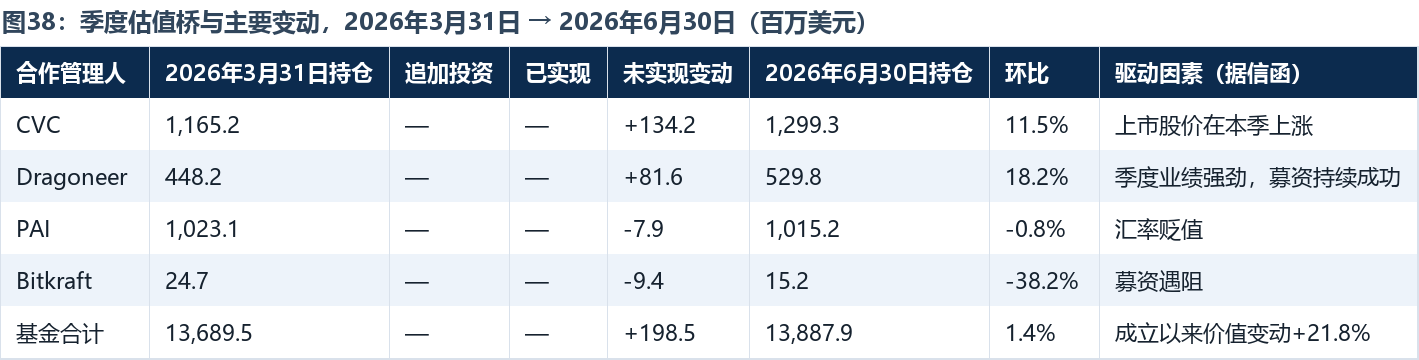 图38：季度估值桥与主要变动，2026年3月31日 → 2026年6月30日（百万美元）
合作管理人 2026年3月31日持仓 追加投资 已实现 未实现变动 2026年6月30日持仓 环比 驱动因素（据信函）
CVC 1,165.2 — — +134.2 1,299.3 11.5% 上市股价在本季上涨
Dragoneer 448.2 — — +81.6 529.8 18.2% 季度业绩强劲，募资持续成功
PAI 1,023.1 — — -7.9 1,015.2 -0.8% 汇率贬值
Bitkraft 24.7 — — -9.4 15.2 -38.2% 募资遇阻
基金合计 13,689.5 — — +198.5 13,887.9 1.4% 成立以来价值变动+21.8%